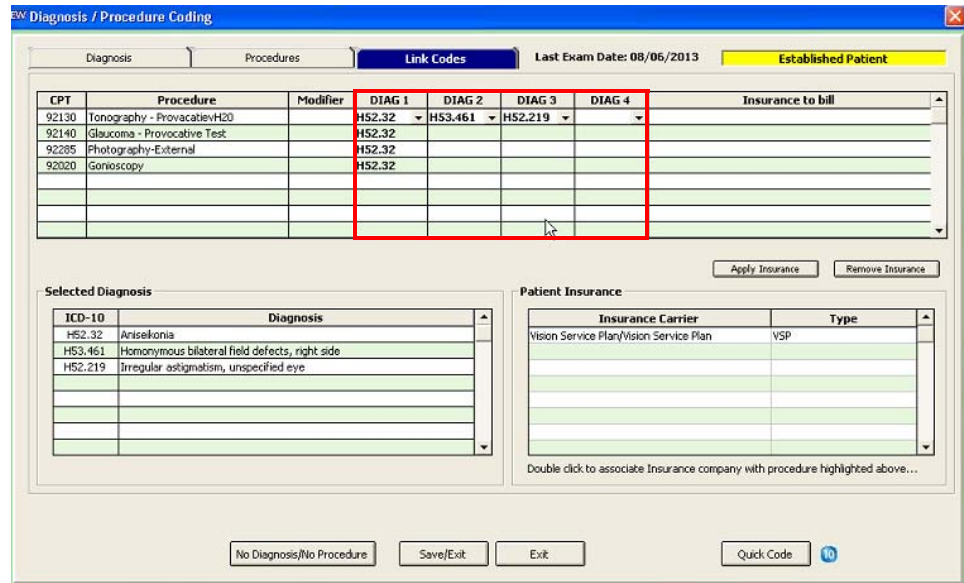 EW Diagnosis / Procedure Coding
Diagnosis Procedures Link Codes Last Exam Date: 08/06/2013 Established Patient
CPT Procedure Modifier DIAG 1 DIAG 2 DIAG 3 DIAG 4 Insurance to bill
92130 Tonography - ProvacatievH20 H52.32 H53.461 H52.219
92140 Glaucoma - Provocative Test H52.32
92285 Photography-External H52.32
92020 Gonioscopy H52.32
Apply Insurance Remove Insurance
Selected Diagnosis Patient Insurance
ICD-10 Diagnosis Insurance Carrier Type
H52.32 Aniseikonia Vision Service Plan/Vision Service Plan VSP
H53.461 Homonymous bilateral field defects, right side
H52.219 Irregular astigmatism, unspecified eye
Double click to associate Insurance company with procedure highlighted above...
No Diagnosis/No Procedure Save/Exit Exit Quick Code 10